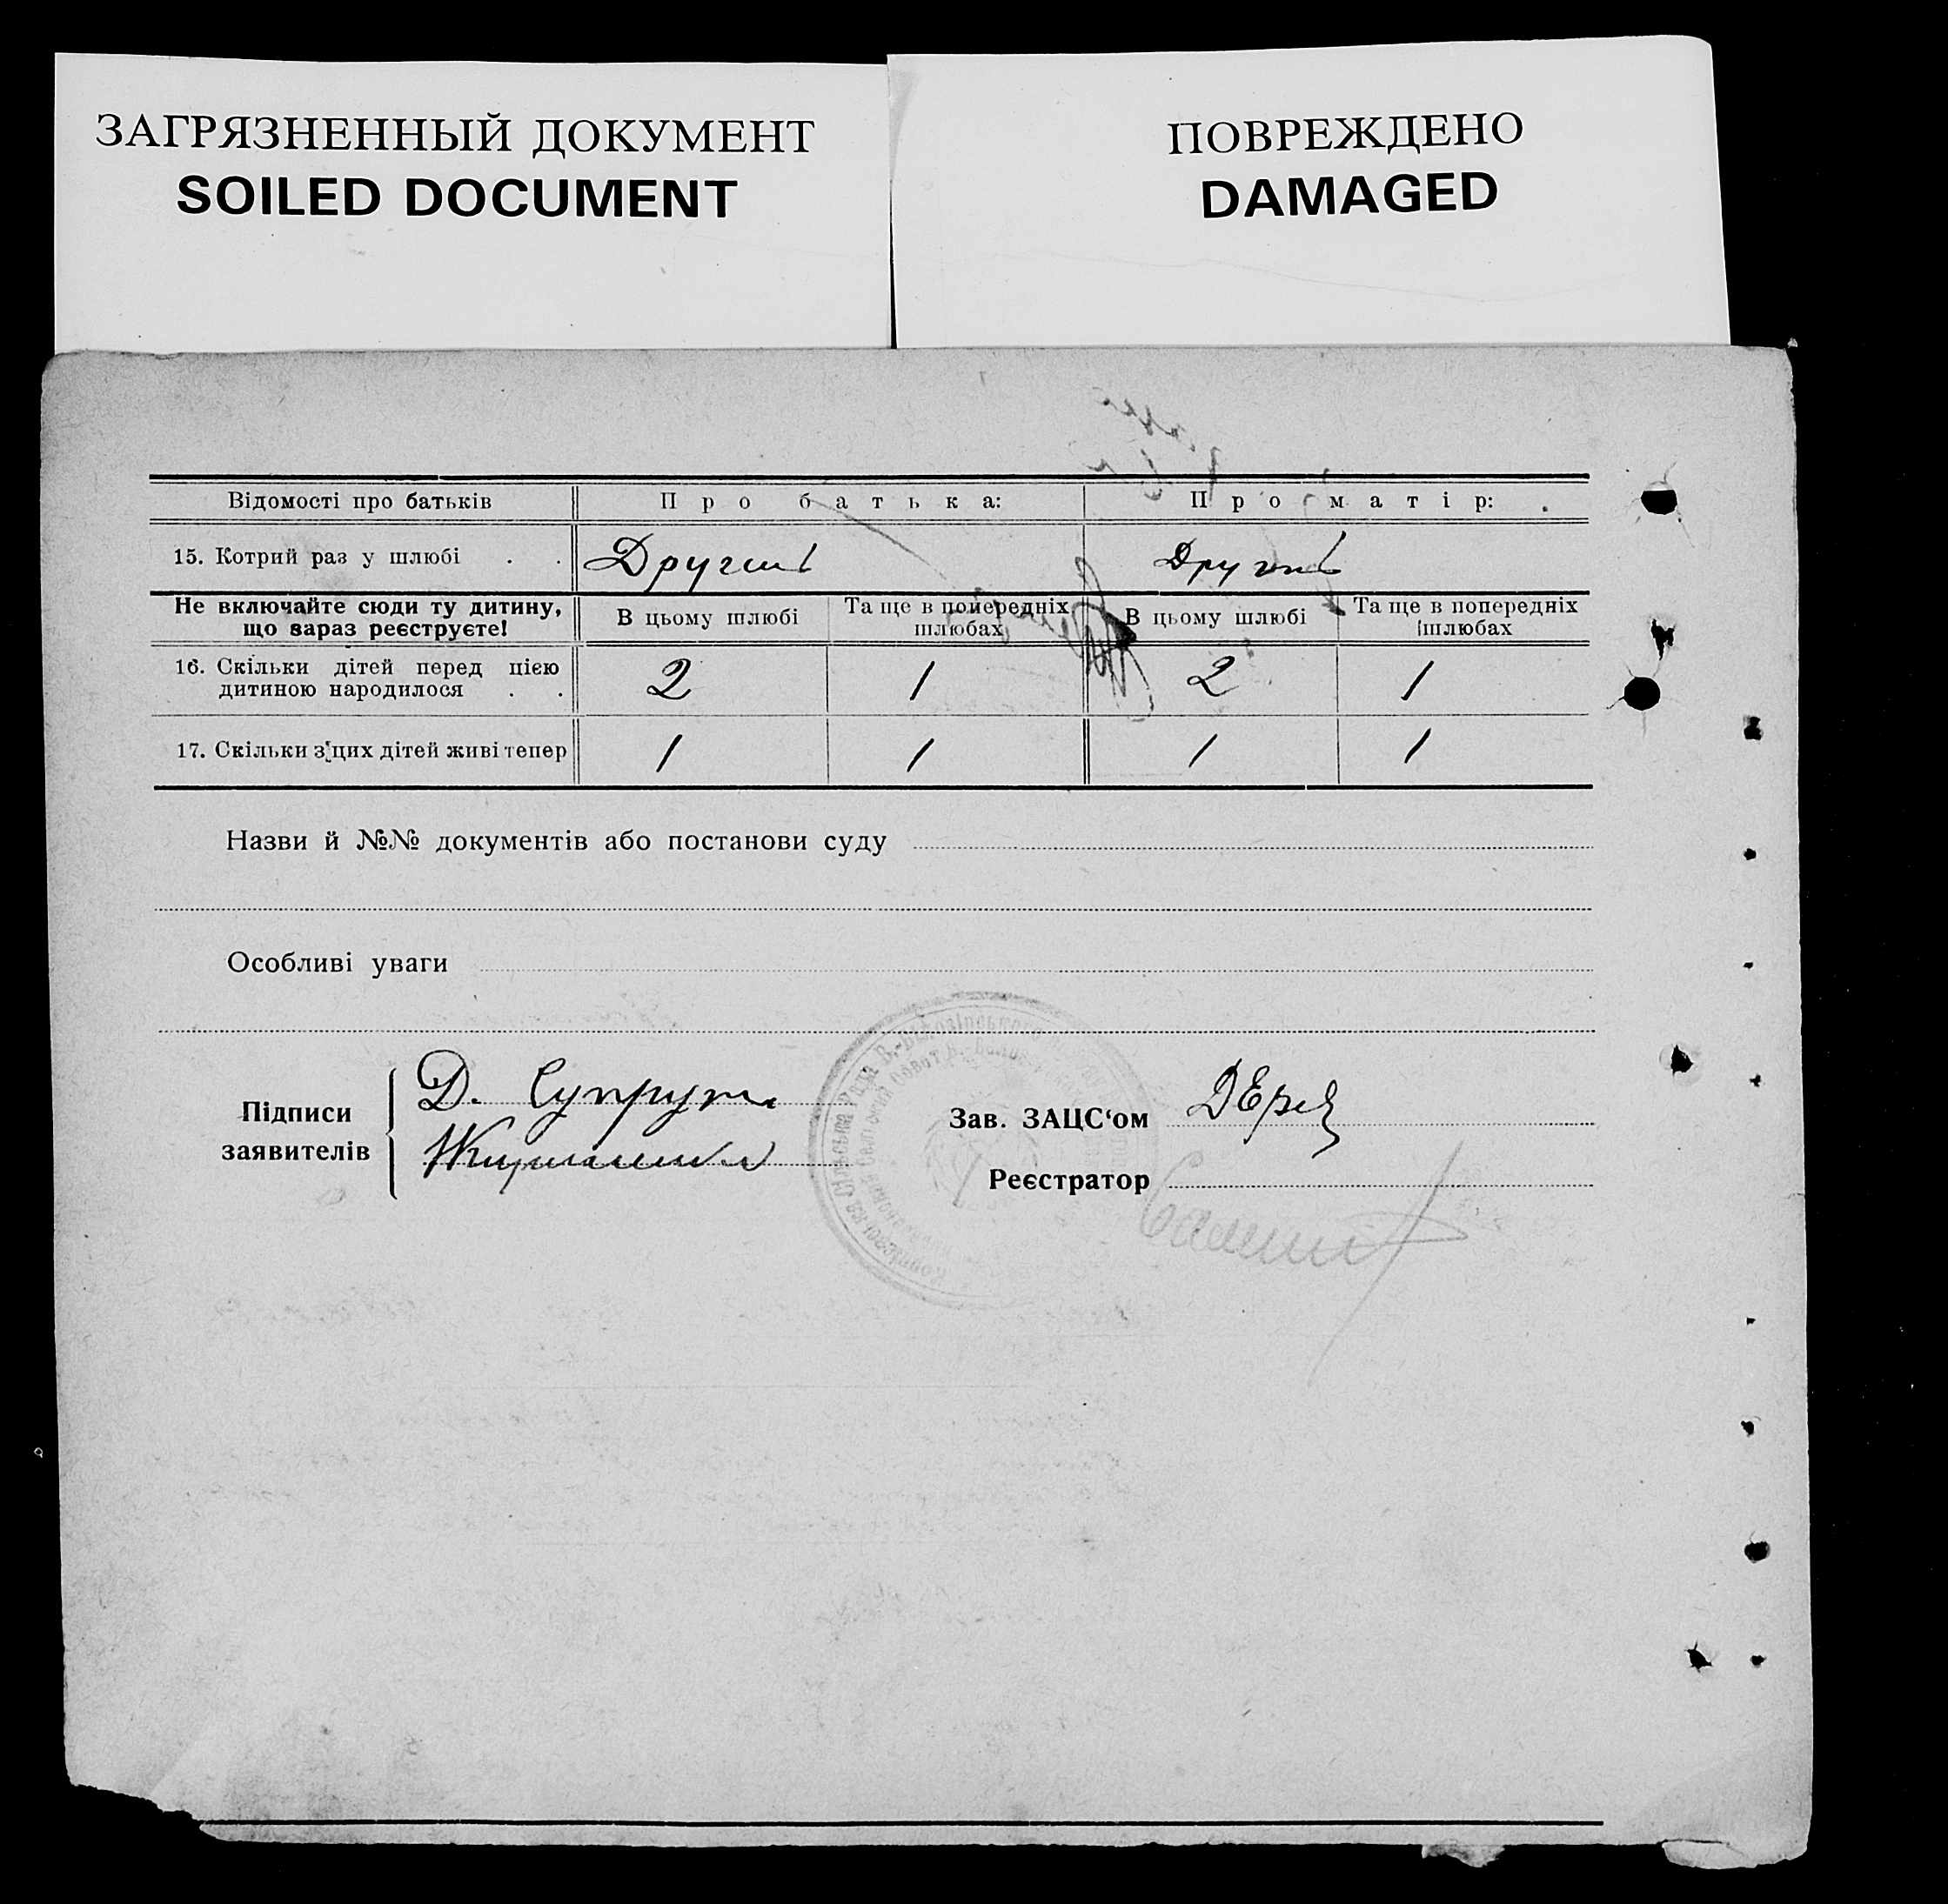 ЗАГРЯЗНЕННЫЙ ДОКУМЕНТ
SOILED DOCUMENT
ПОВРЕЖДЕНО
DAMAGED
Відомості про батьків Про батька: Про матір:
15. Котрий раз у шлюбі . . Другий Другий
Не включайте сюди ту дитину, що зараз реєструєте! В цьому шлюбі Та ще в попередніх шлюбах В цьому шлюбі Та ще в попередніх шлюбах
16. Скільки дітей перед цією дитиною народилося . . 2 1 2 1
17. Скільки з цих дітей живі тепер 1 1 1 1
Назви й №№ документів або постанови суду
Особливі уваги
Підписи заявителів
Д. Супрун
Зав. ЗАЦС‘ом
Реєстратор